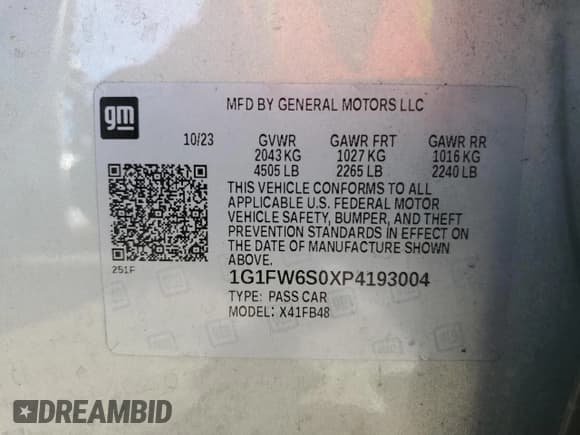 gm
MFD BY GENERAL MOTORS LLC
10/23 GVWR GAWR FRT GAWR RR
2043 KG 1027 KG 1016 KG
4505 LB 2265 LB 2240 LB
THIS VEHICLE CONFORMS TO ALL
APPLICABLE U.S. FEDERAL MOTOR
VEHICLE SAFETY, BUMPER, AND THEFT
PREVENTION STANDARDS IN EFFECT ON
THE DATE OF MANUFACTURE SHOWN
ABOVE.
251F
1G1FW6S0XP4193004
TYPE: PASS CAR
MODEL: X41FB48
DREAMBID